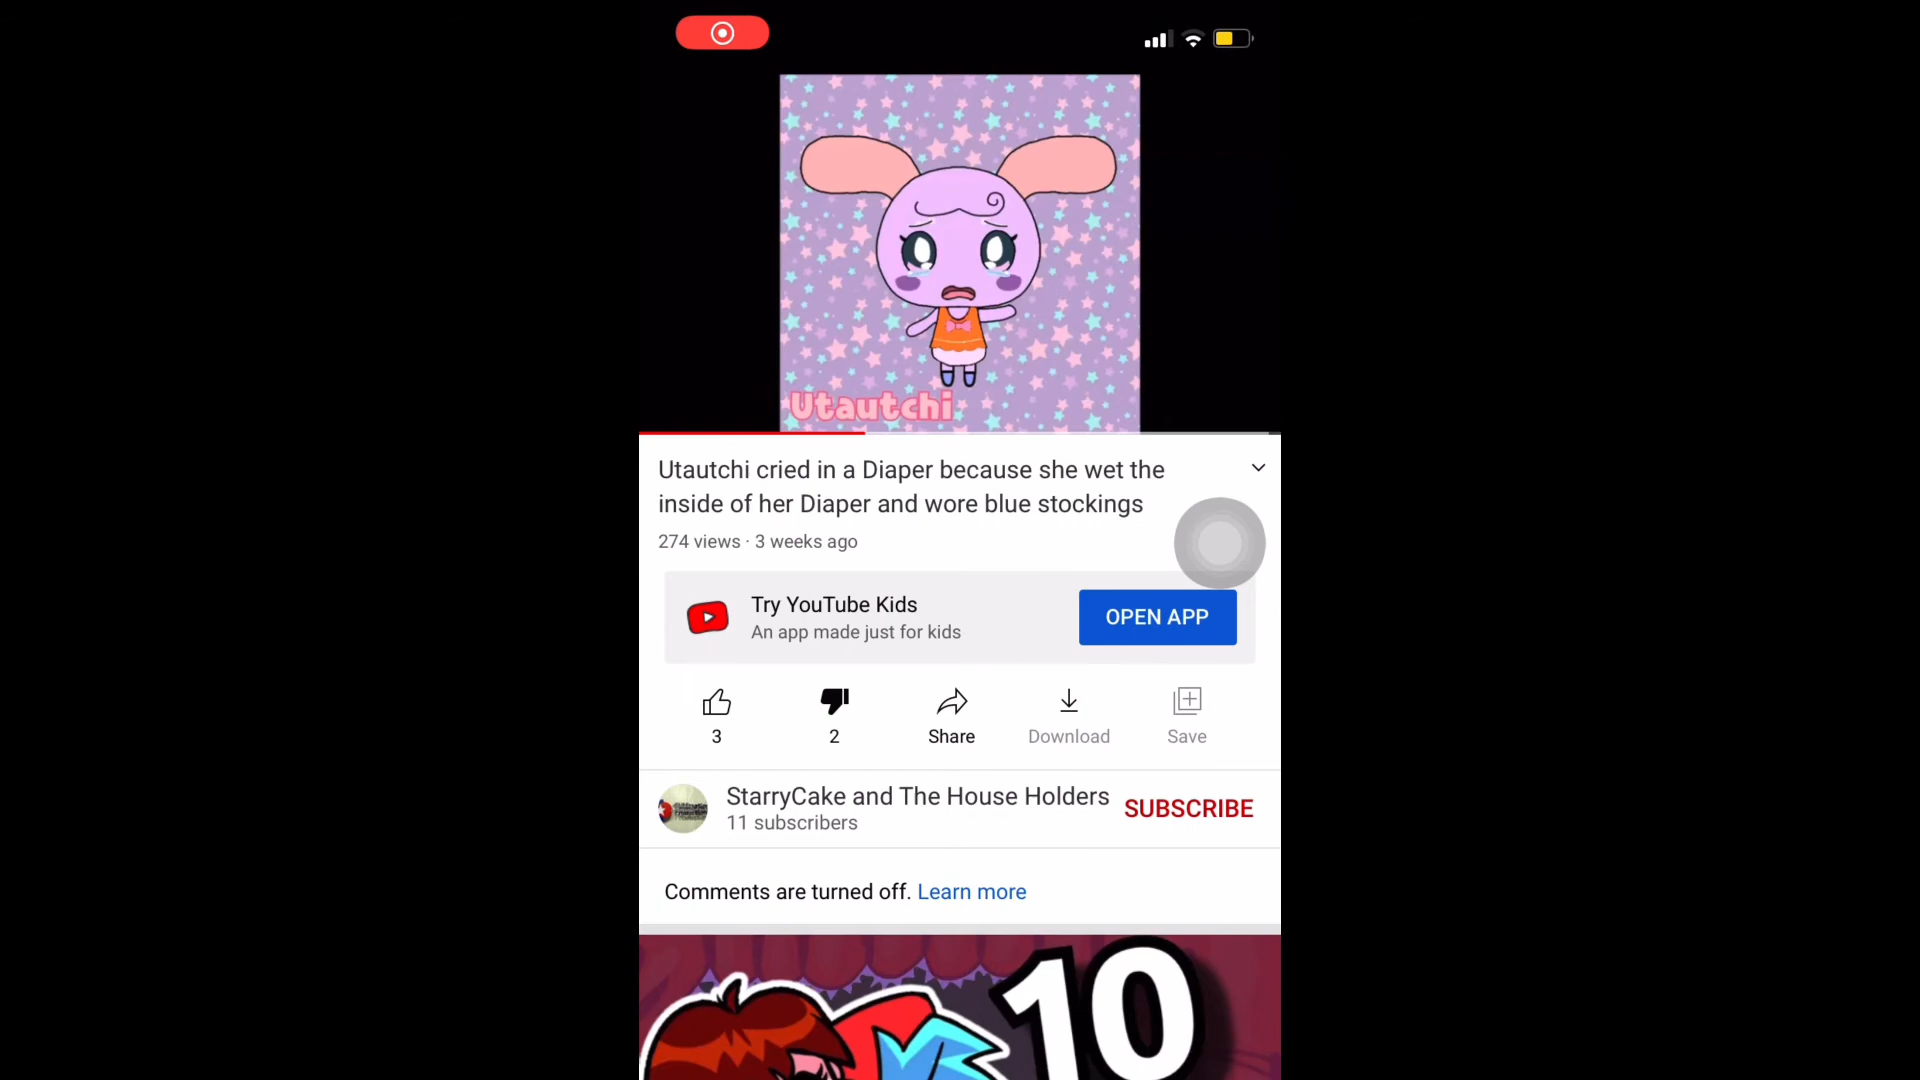 Utautchi
Utautchi cried in a Diaper because she wet the
inside of her Diaper and wore blue stockings
274 views · 3 weeks ago
Try YouTube Kids
An app made just for kids
OPEN APP
3
2
Share
Download
Save
StarryCake and The House Holders
11 subscribers
SUBSCRIBE
Comments are turned off. Learn more
10